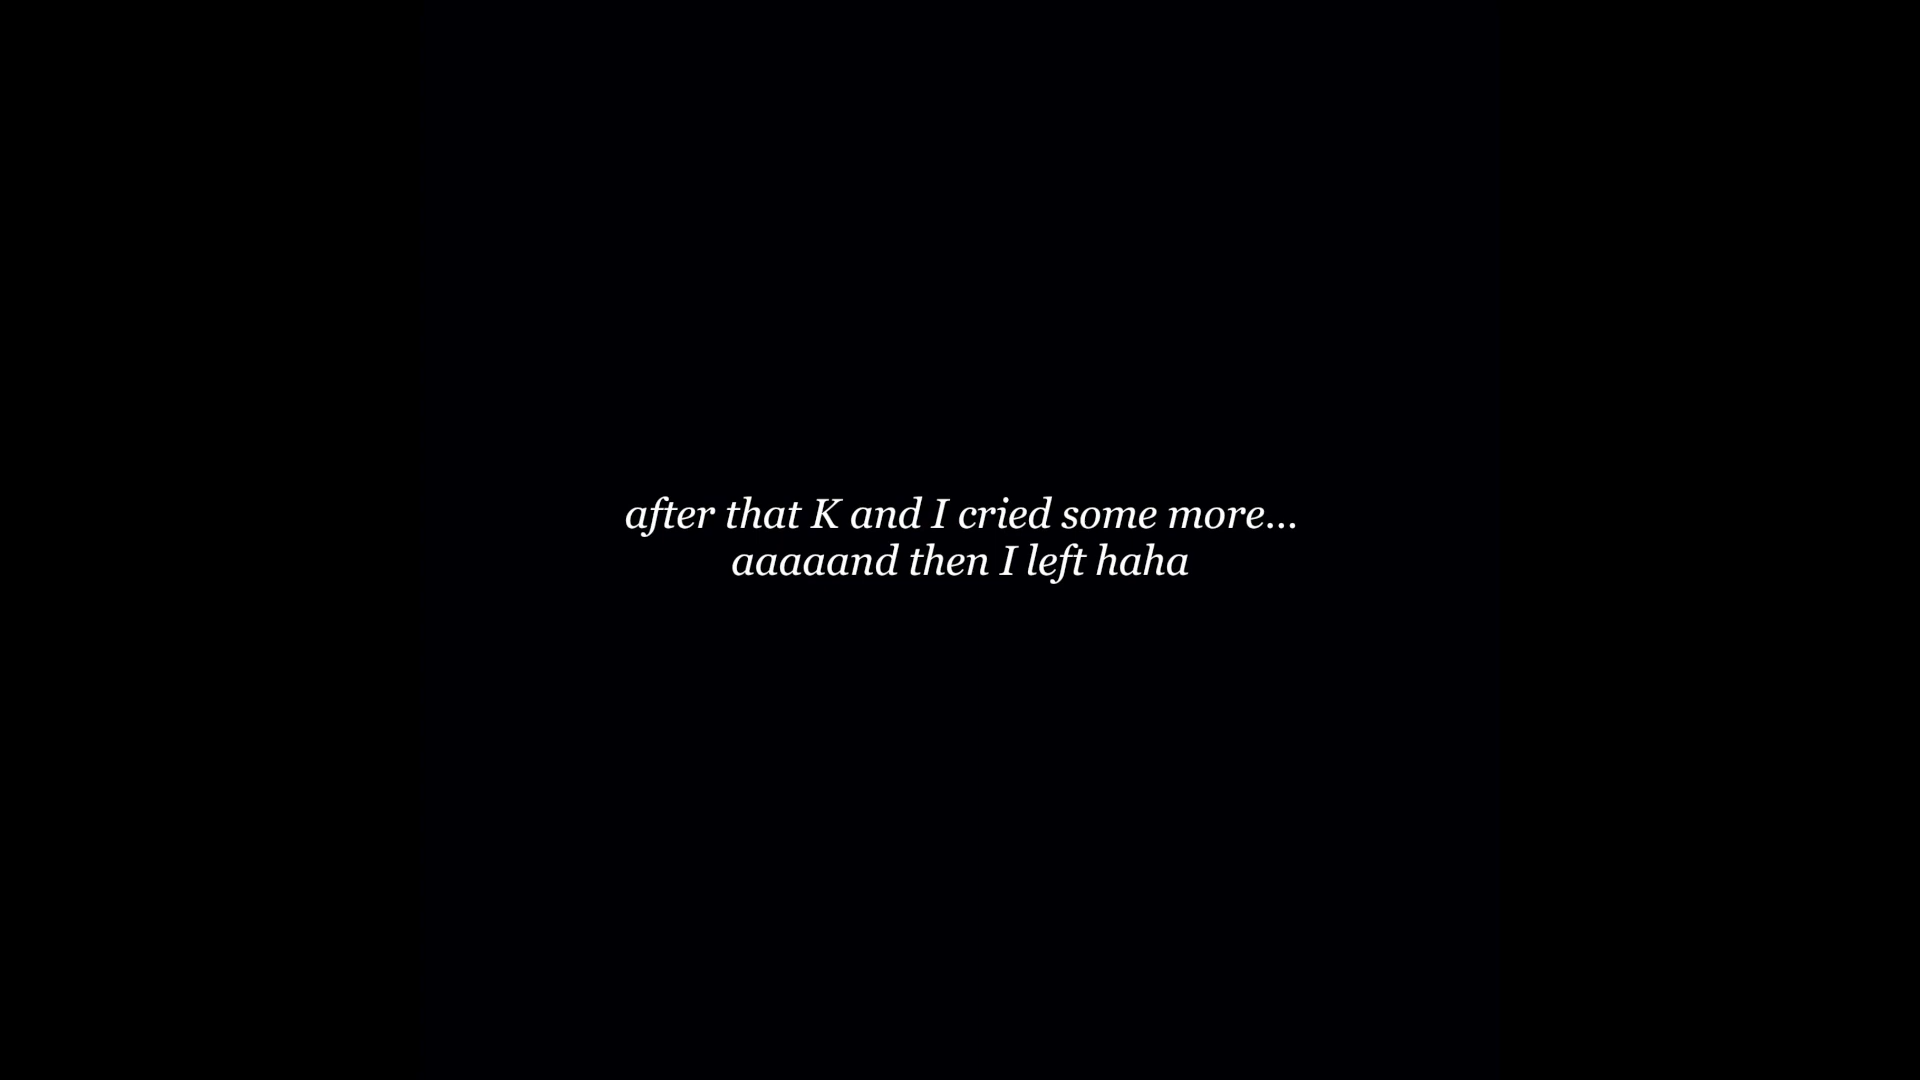 after that K and I cried some more...
aaaaand then I left haha